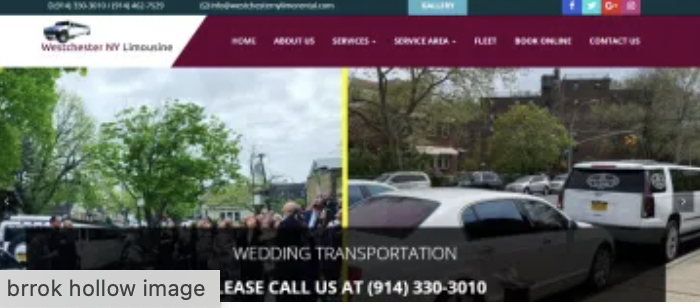 (914) 330-3010 / (914) 462-7529
info@westchesternylimorental.com
GALLERY
Westchester NY Limousine
HOME
ABOUT US
SERVICES
SERVICE AREA
FLEET
BOOK ONLINE
CONTACT US
WEDDING TRANSPORTATION
LEASE CALL US AT (914) 330-3010
brrok hollow image